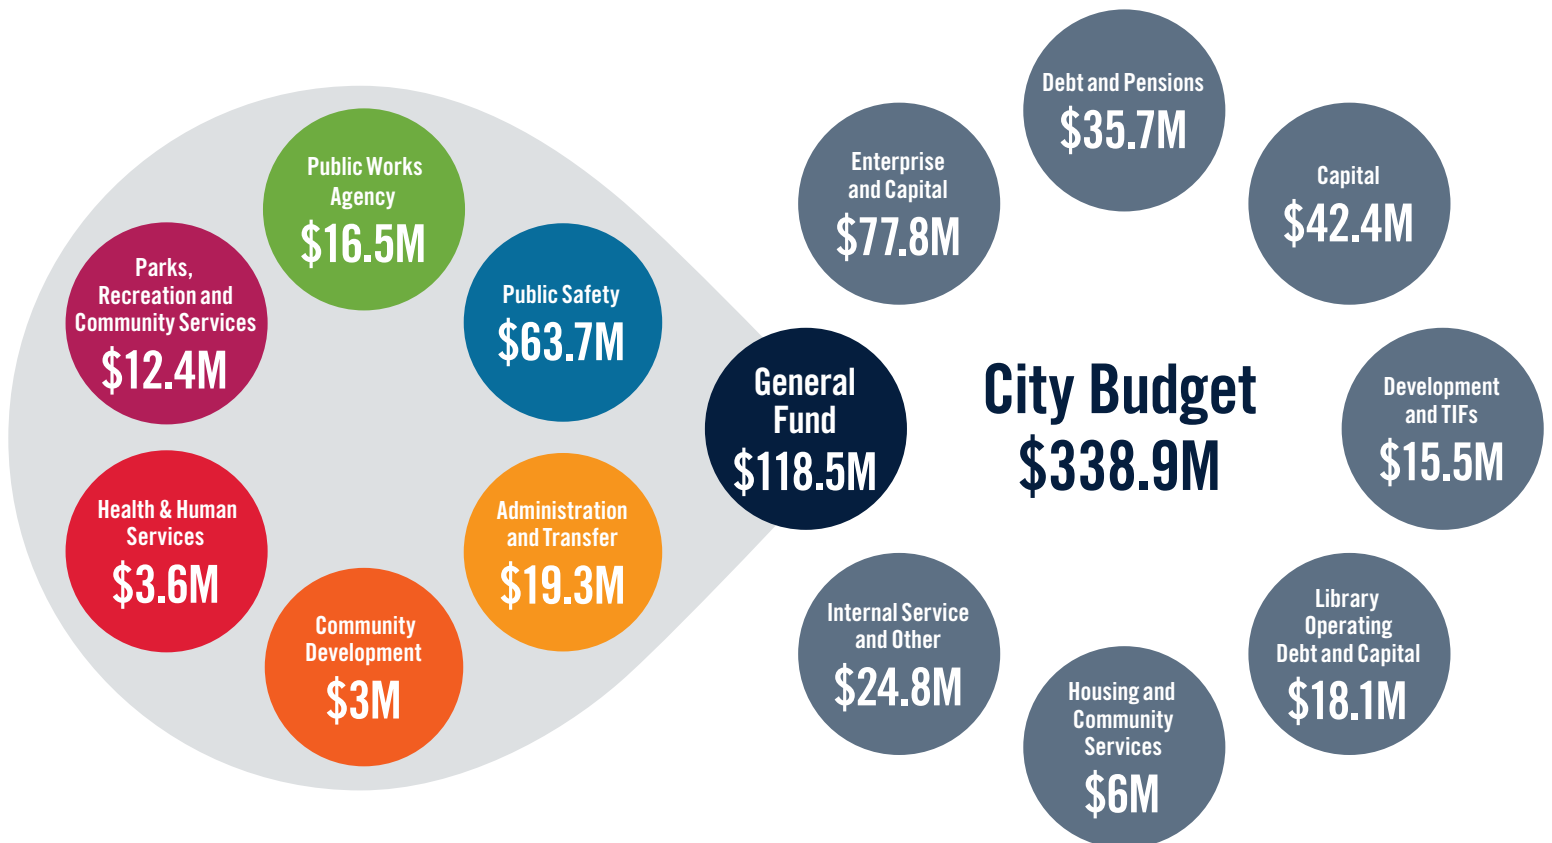 Public Works
Agency
$16.5M
Parks,
Recreation and
Community Services
$12.4M
Public Safety
$63.7M
Health & Human
Services
$3.6M
Administration
and Transfer
$19.3M
Community
Development
$3M
General
Fund
$118.5M
City Budget
$338.9M
Debt and Pensions
$35.7M
Enterprise
and Capital
$77.8M
Capital
$42.4M
Development
and TIFs
$15.5M
Library
Operating
Debt and Capital
$18.1M
Housing and
Community
Services
$6M
Internal Service
and Other
$24.8M